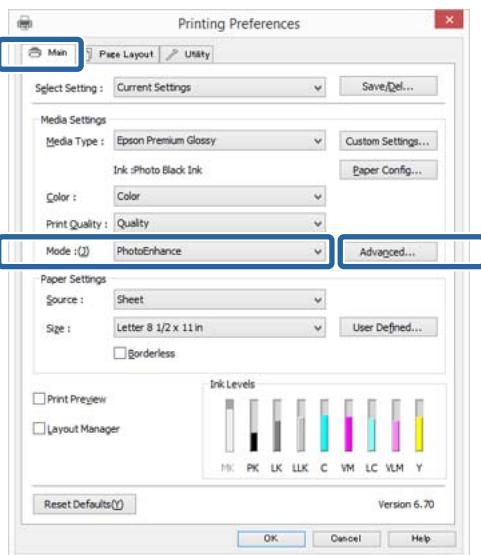 Printing Preferences
Main Page Layout Utility
Select Setting : Current Settings Save/Del...
Media Settings
Media Type : Epson Premium Glossy Custom Settings...
Ink :Photo Black Ink Paper Config...
Color : Color
Print Quality : Quality
Mode :(J) PhotoEnhance Advanced...
Paper Settings
Source : Sheet
Size : Letter 8 1/2 x 11 in User Defined...
Borderless
Ink Levels
Print Preview
Layout Manager
MK PK LK LLK C VM LC VLM Y
Reset Defaults(Y) Version 6.70
OK Cancel Help